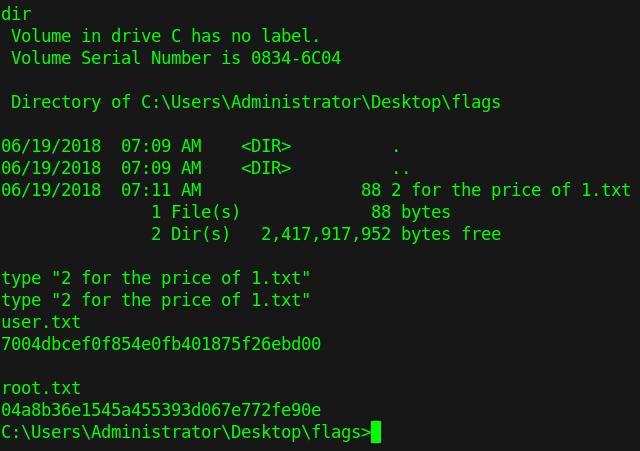 dir
 Volume in drive C has no label.
 Volume Serial Number is 0834-6C04

 Directory of C:\Users\Administrator\Desktop\flags

06/19/2018  07:09 AM    <DIR>          .
06/19/2018  07:09 AM    <DIR>          ..
06/19/2018  07:11 AM                88 2 for the price of 1.txt
               1 File(s)             88 bytes
               2 Dir(s)   2,417,917,952 bytes free

type "2 for the price of 1.txt"
type "2 for the price of 1.txt"
user.txt
7004dbcef0f854e0fb401875f26ebd00

root.txt
04a8b36e1545a455393d067e772fe90e
C:\Users\Administrator\Desktop\flags>